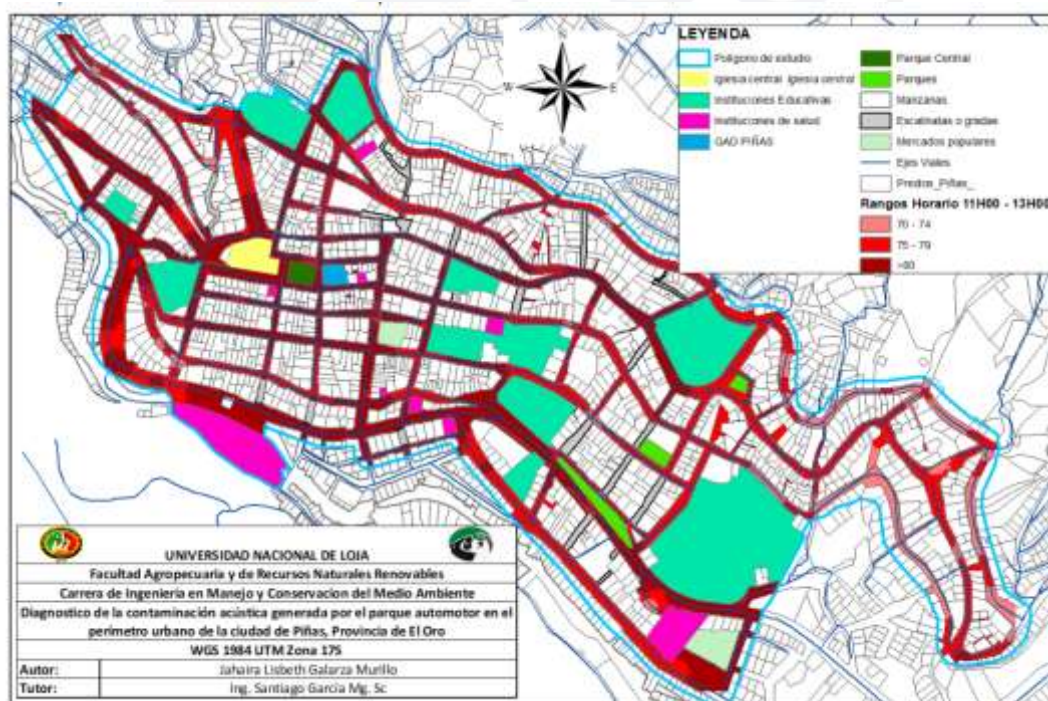 LEYENDA
Polígono de estudio
Iglesia central Iglesia central
Instituciones Educativas
Instituciones de salud
GAD PIÑAS
Parque Central
Parques
Manzanas
Escalinatas o gradas
Mercados populares
Ejes Viales
Predios_Piñas_
Rangos Horario 11H00 - 13H00
70 - 74
75 - 79
>80
W
E
UNIVERSIDAD NACIONAL DE LOJA
Facultad Agropecuaria y de Recursos Naturales Renovables
Carrera de Ingeniería en Manejo y Conservacion del Medio Ambiente
Diagnostico de la contaminación acústica generada por el parque automotor en el
perímetro urbano de la ciudad de Piñas, Provincia de El Oro
WGS 1984 UTM Zona 17S
Autor: Jahaira Lisbeth Galarza Murillo
Tutor: Ing. Santiago García Mg. Sc